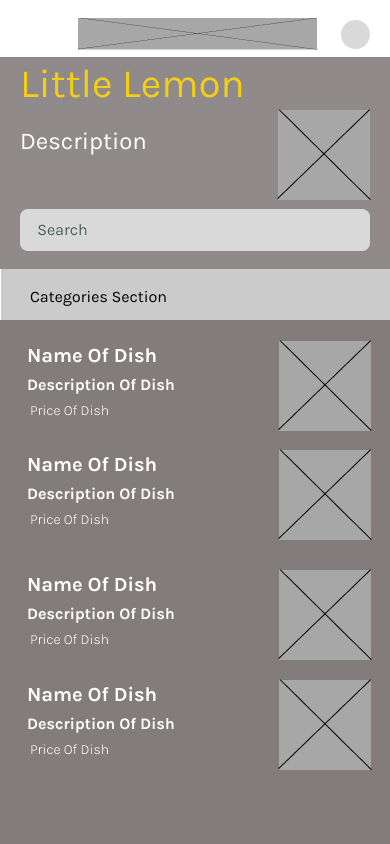 Little Lemon
Description
Search
Categories Section
Name Of Dish
Description Of Dish
Price Of Dish
Name Of Dish
Description Of Dish
Price Of Dish
Name Of Dish
Description Of Dish
Price Of Dish
Name Of Dish
Description Of Dish
Price Of Dish